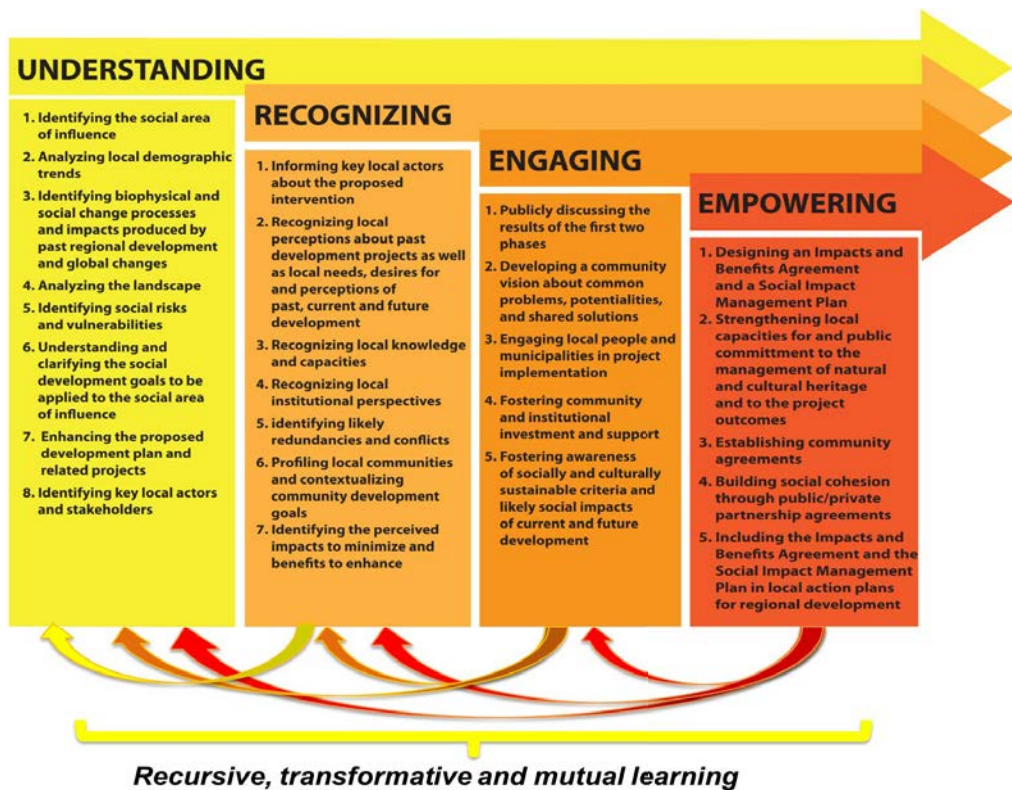 UNDERSTANDING
1. Identifying the social area
of influence
2. Analyzing local demographic
trends
3. Identifying biophysical and
social change processes
and impacts produced by
past regional development
and global changes
4. Analyzing the landscape
5. Identifying social risks
and vulnerabilities
6. Understanding and
clarifying the social
development goals to be
applied to the social area
of influence
7. Enhancing the proposed
development plan and
related projects
8. Identifying key local actors
and stakeholders
RECOGNIZING
1. Informing key local actors
about the proposed
intervention
2. Recognizing local
perceptions about past
development projects as well
as local needs, desires for
and perceptions of
past, current and future
development
3. Recognizing local knowledge
and capacities
4. Recognizing local
institutional perspectives
5. identifying likely
redundancies and conflicts
6. Profiling local communities
and contextualizing
community development
goals
7. Identifying the perceived
impacts to minimize and
benefits to enhance
ENGAGING
1. Publicly discussing the
results of the first two
phases
2. Developing a community
vision about common
problems, potentialities,
and shared solutions
3. Engaging local people and
municipalities in project
implementation
4. Fostering community
and institutional
investment and support
5. Fostering awareness
of socially and culturally
sustainable criteria and
likely social impacts
of current and future
development
EMPOWERING
1. Designing an Impacts and
Benefits Agreement
and a Social Impact
Management Plan
2. Strengthening local
capacities for and public
committment to the
management of natural
and cultural heritage
and to the project
outcomes
3. Establishing community
agreements
4. Building social cohesion
through public/private
partnership agreements
5. Including the Impacts and
Benefits Agreement and the
Social Impact Management
Plan in local action plans
for regional development
Recursive, transformative and mutual learning